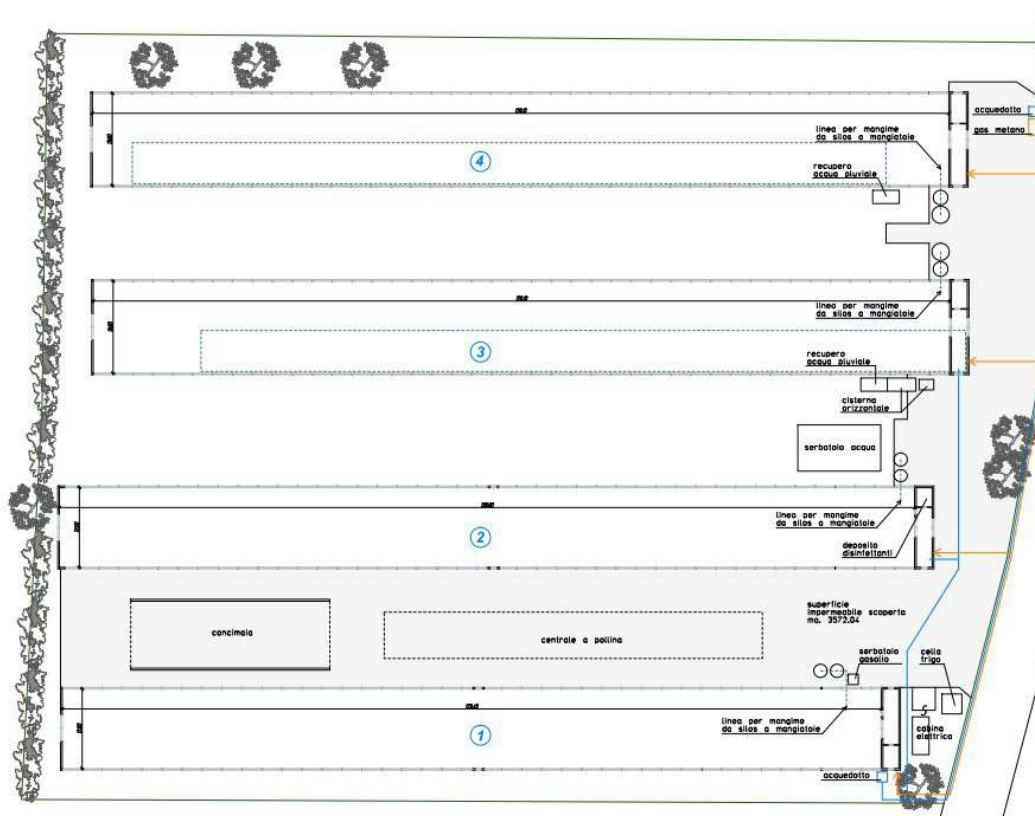 acquedotto
gas metano
linea per mangime
da silos a mangiatoie
4
recupero
acqua pluviale
linea per mangime
da silos a mangiatoie
3
recupero
acqua pluviale
cisterna
orizzontale
serbatoio acqua
linea per mangime
da silos a mangiatoie
2
deposito
disinfettanti
superficie
impermeabile scoperta
mq. 3572.04
concimaia
centrale a pollina
serbatoio
gasolio
cella
frigo
linea per mangime
da silos a mangiatoie
1
cabina
elettrica
acquedotto